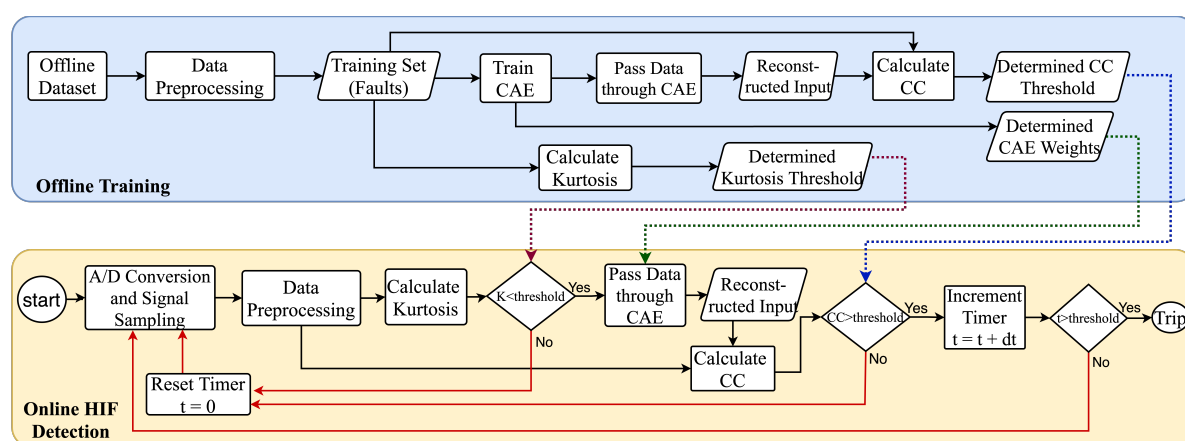 Offline
Dataset
Data
Preprocessing
Training Set
(Faults)
Train
CAE
Pass Data
through CAE
Reconst-
ructed Input
Calculate
CC
Determined CC
Threshold
Determined
CAE Weights
Calculate
Kurtosis
Determined
Kurtosis Threshold
Offline Training
start
A/D Conversion
and Signal
Sampling
Data
Preprocessing
Calculate
Kurtosis
K<threshold
Yes
No
Pass Data
through
CAE
Reconst-
ructed Input
Calculate
CC
CC>threshold
Yes
No
Increment
Timer
t = t + dt
t>threshold
Yes
No
Trip
Reset Timer
t = 0
Online HIF
Detection